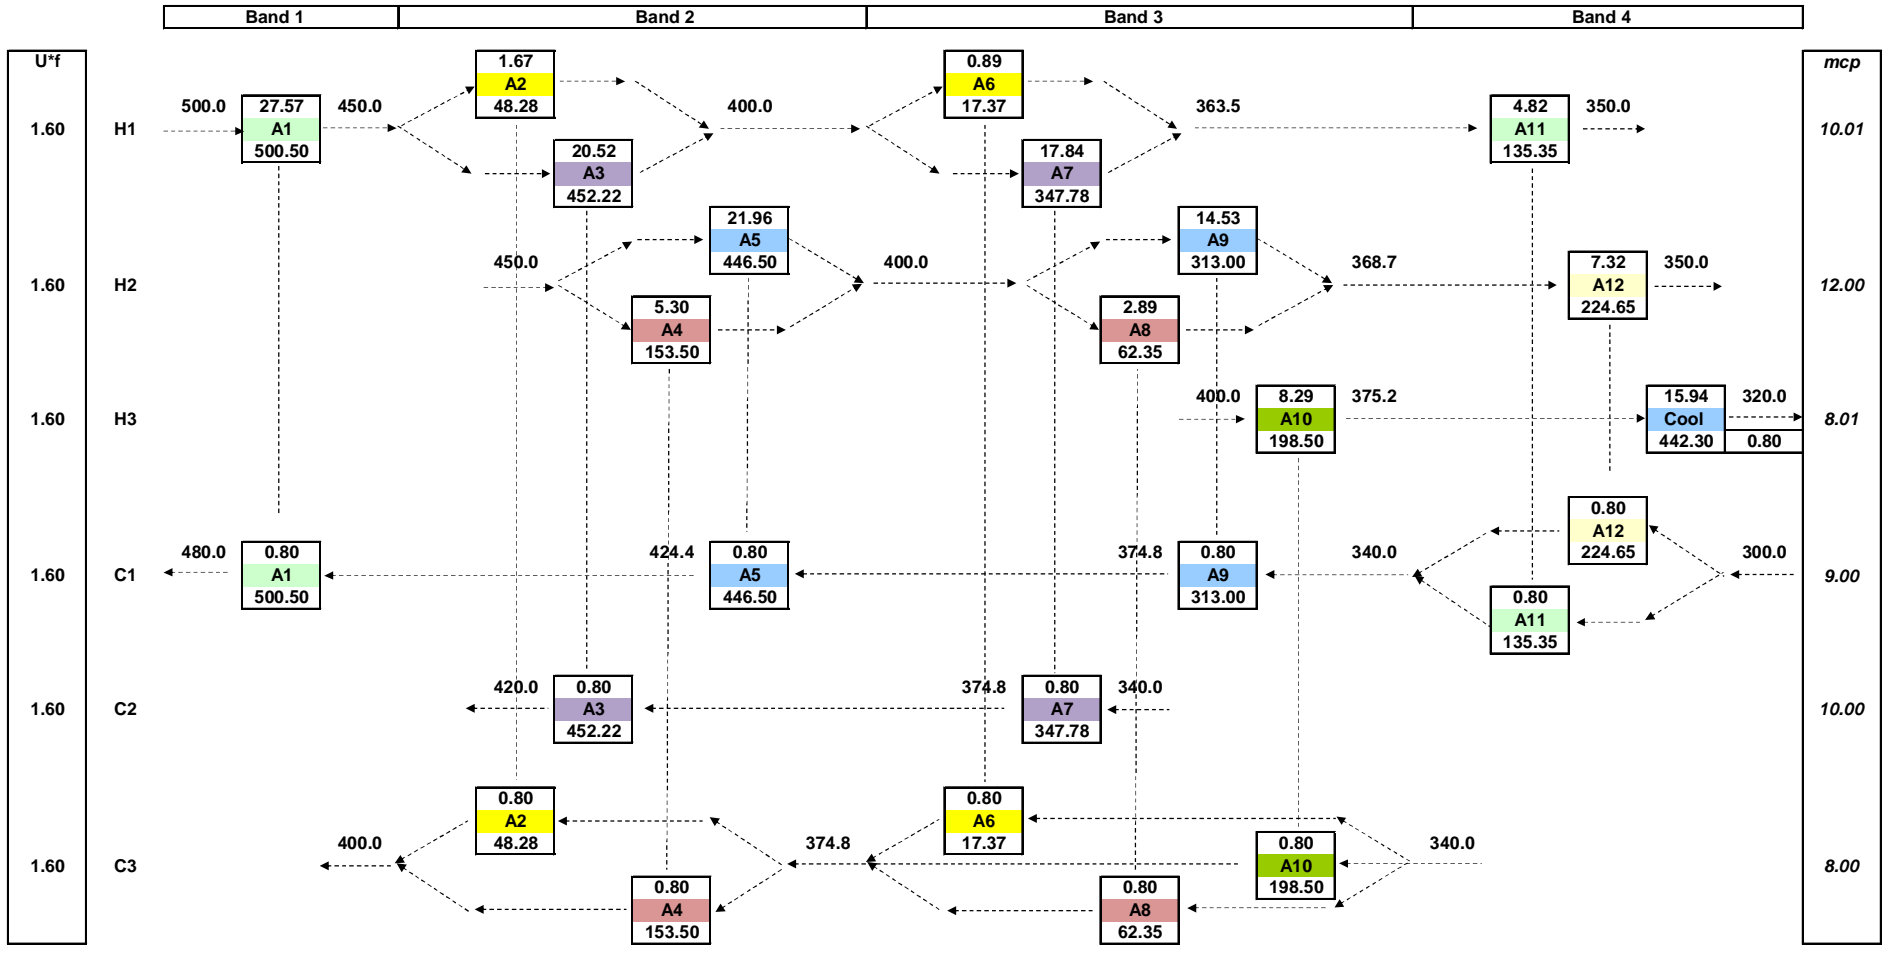 Band 1 Band 2 Band 3 Band 4
U*f mcp
1.67 0.89
A2 A6
48.28 17.37
500.0 27.57 450.0 400.0 363.5 4.82 350.0
1.60 H1 A1 A11 10.01
500.50 135.35
20.52 17.84
A3 A7
452.22 347.78
21.96 14.53
A5 A9
446.50 313.00
450.0 400.0 368.7 7.32 350.0
1.60 H2 A12 12.00
224.65
5.30 2.89
A4 A8
153.50 62.35
400.0 8.29 375.2 15.94 320.0
1.60 H3 A10 Cool 8.01
198.50 442.30 0.80
0.80
A12
224.65
480.0 0.80 424.4 0.80 374.8 0.80 340.0 300.0
1.60 C1 A1 A5 A9 9.00
500.50 446.50 313.00
0.80
A11
135.35
420.0 0.80 374.8 0.80 340.0
1.60 C2 A3 A7 10.00
452.22 347.78
0.80 0.80
A2 A6
48.28 17.37
400.0 374.8 0.80 340.0
1.60 C3 A10 8.00
198.50
0.80 0.80
A4 A8
153.50 62.35